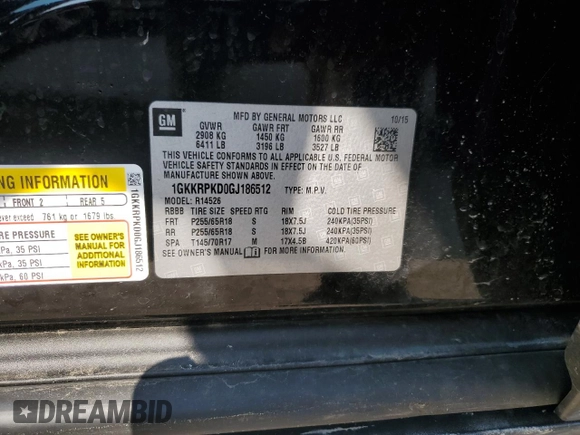 GM
MFD BY GENERAL MOTORS LLC 10/15
GVWR GAWR FRT GAWR RR
2908 KG 1450 KG 1600 KG
6411 LB 3196 LB 3527 LB
THIS VEHICLE CONFORMS TO ALL APPLICABLE U.S. FEDERAL MOTOR
VEHICLE SAFETY STANDARDS IN EFFECT ON THE DATE OF
MANUFACTURE SHOWN ABOVE.
1GKKRPKD0GJ186512 TYPE: M.P.V.
MODEL: R14526
RBBB TIRE SIZE SPEED RTG RIM COLD TIRE PRESSURE
FRT P255/65R18 S 18X7.5J 240KPA(35PSI)
RR P255/65R18 S 18X7.5J 240KPA(35PSI)
SPA T145/70R17 M 17X4.5B 420KPA(60PSI)
SEE OWNER'S MANUAL FOR MORE INFORMATION.
NG INFORMATION
FRONT 2 REAR 5
ever exceed 761 kg or 1679 lbs.
E PRESSURE
Pa, 35 PSI
kPa, 35 PSI
kPa, 60 PSI
SEE OWNER'S
MANUAL FOR
ADDITIONAL
INFORMATION
1GKKRPKD0GJ186512
DREAMBID